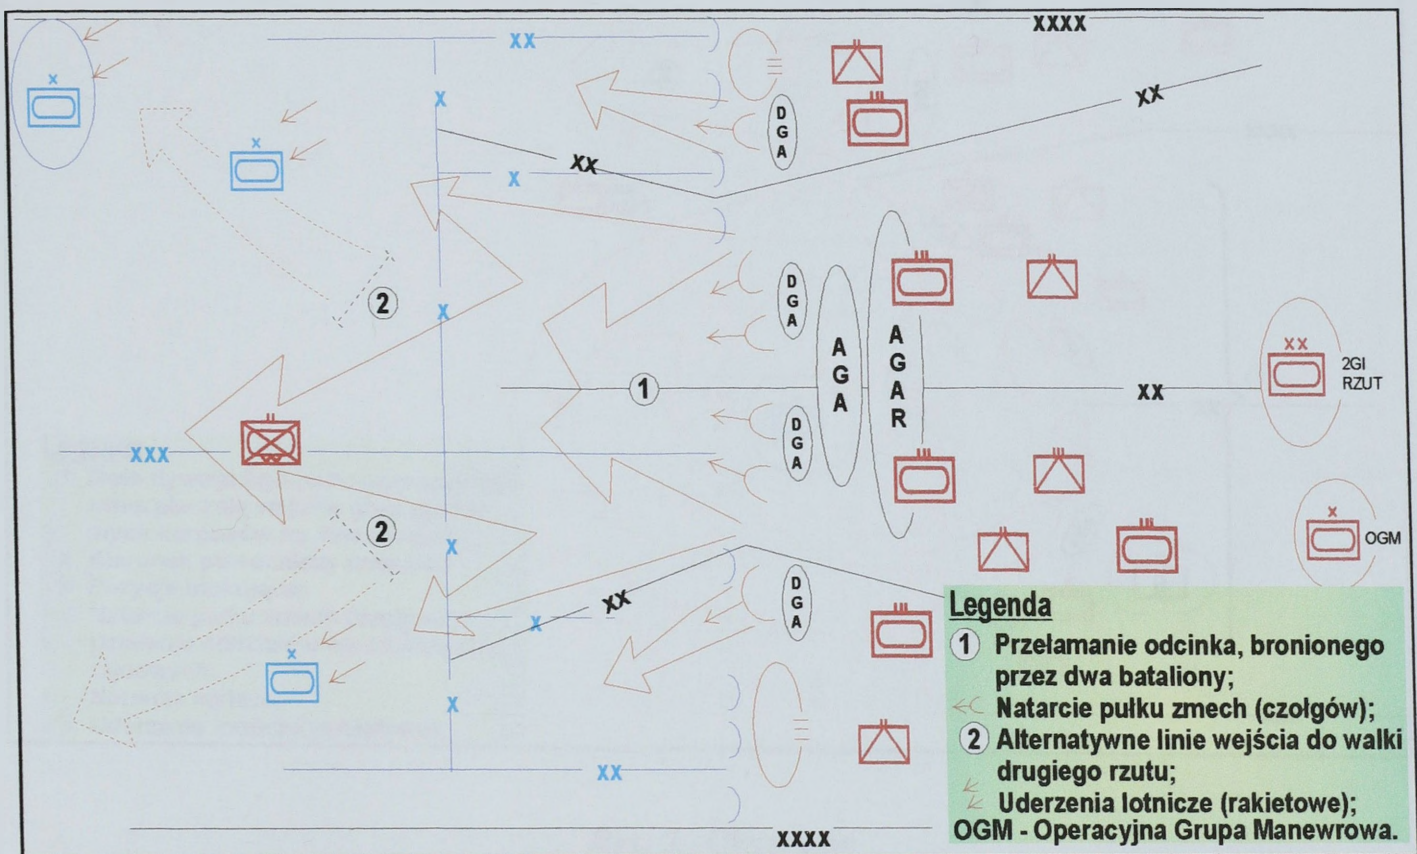 XXXX
XX
X
X
XX
XX
X
D
G
A
X
X
X
2
X
D
G
A
A
G
A
A
G
A
R
XX
2GI
RZUT
1
XX
XXX
D
G
A
2
X
X
OGM
XX
D
G
A
X
X
X
XX
XXXX
Legenda
1 Przełamanie odcinka, bronionego
przez dwa bataliony;
Natarcie pułku zmech (czołgów);
2 Alternatywne linie wejścia do walki
drugiego rzutu;
Uderzenia lotnicze (rakietowe);
OGM - Operacyjna Grupa Manewrowa.